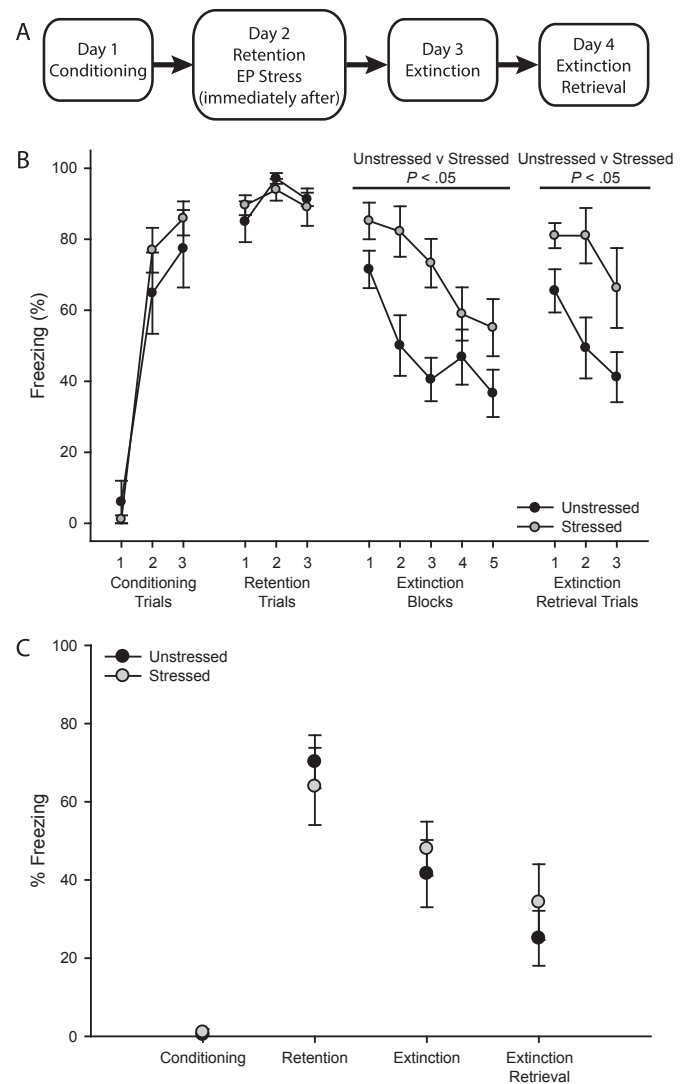 A
Day 1
Conditioning
Day 2
Retention
EP Stress
(immediately after)
Day 3
Extinction
Day 4
Extinction
Retrieval
B
Unstressed v Stressed
P < .05
Unstressed v Stressed
P < .05
Freezing (%)
100
80
60
40
20
0
Unstressed
Stressed
1 2 3
Conditioning
Trials
1 2 3
Retention
Trials
1 2 3 4 5
Extinction
Blocks
1 2 3
Extinction
Retrieval Trials
C
Unstressed
Stressed
% Freezing
100
80
60
40
20
0
Conditioning
Retention
Extinction
Extinction
Retrieval